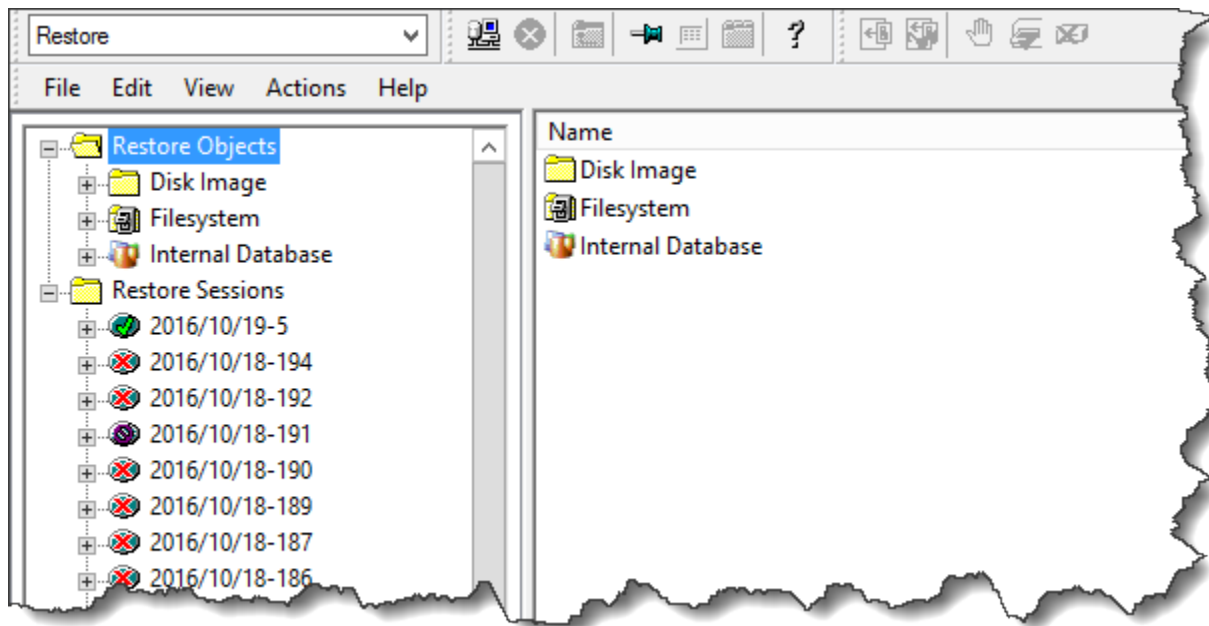 Restore
?
File Edit View Actions Help
Restore Objects
Disk Image
Filesystem
Internal Database
Restore Sessions
2016/10/19-5
2016/10/18-194
2016/10/18-192
2016/10/18-191
2016/10/18-190
2016/10/18-189
2016/10/18-187
2016/10/18-186
Name
Disk Image
Filesystem
Internal Database